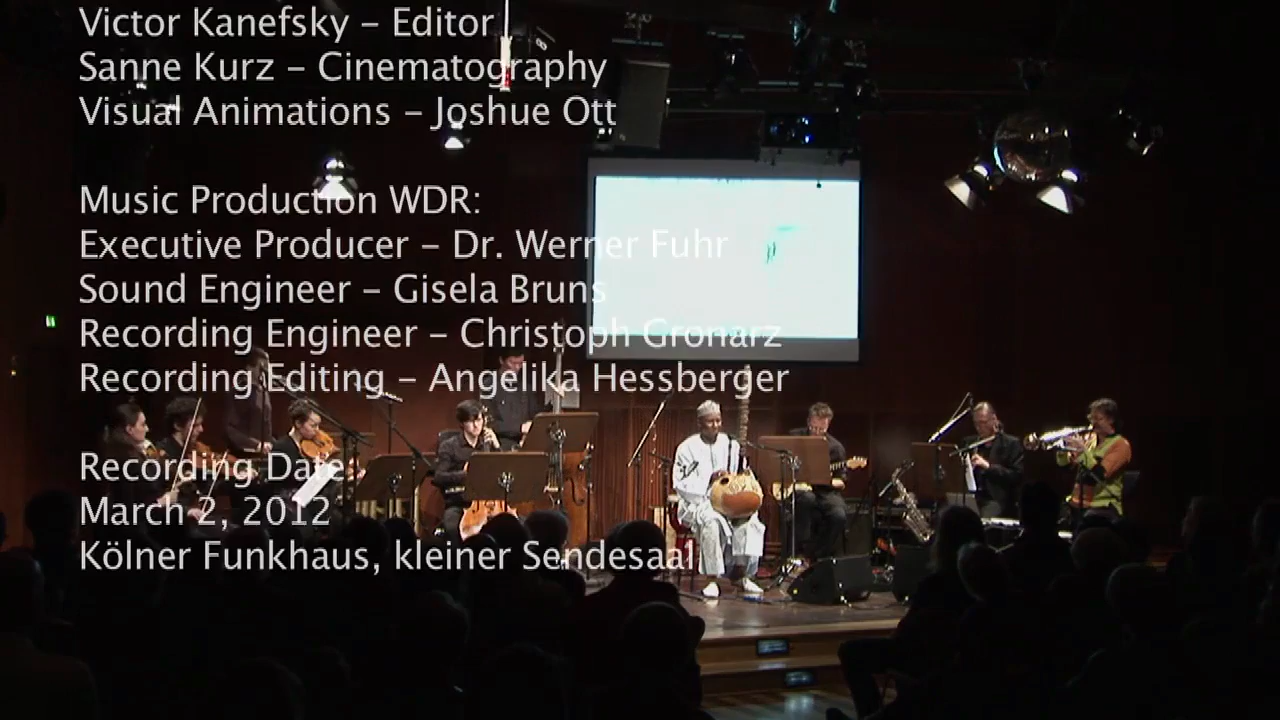 Victor Kanefsky – Editor
Sanne Kurz – Cinematography
Visual Animations – Joshue Ott
Music Production WDR:
Executive Producer – Dr. Werner Fuhr
Sound Engineer – Gisela Bruns
Recording Engineer – Christoph Gronarz
Recording Editing – Angelika Hessberger
Recording Date:
March 2, 2012
Kölner Funkhaus, kleiner Sendesaal